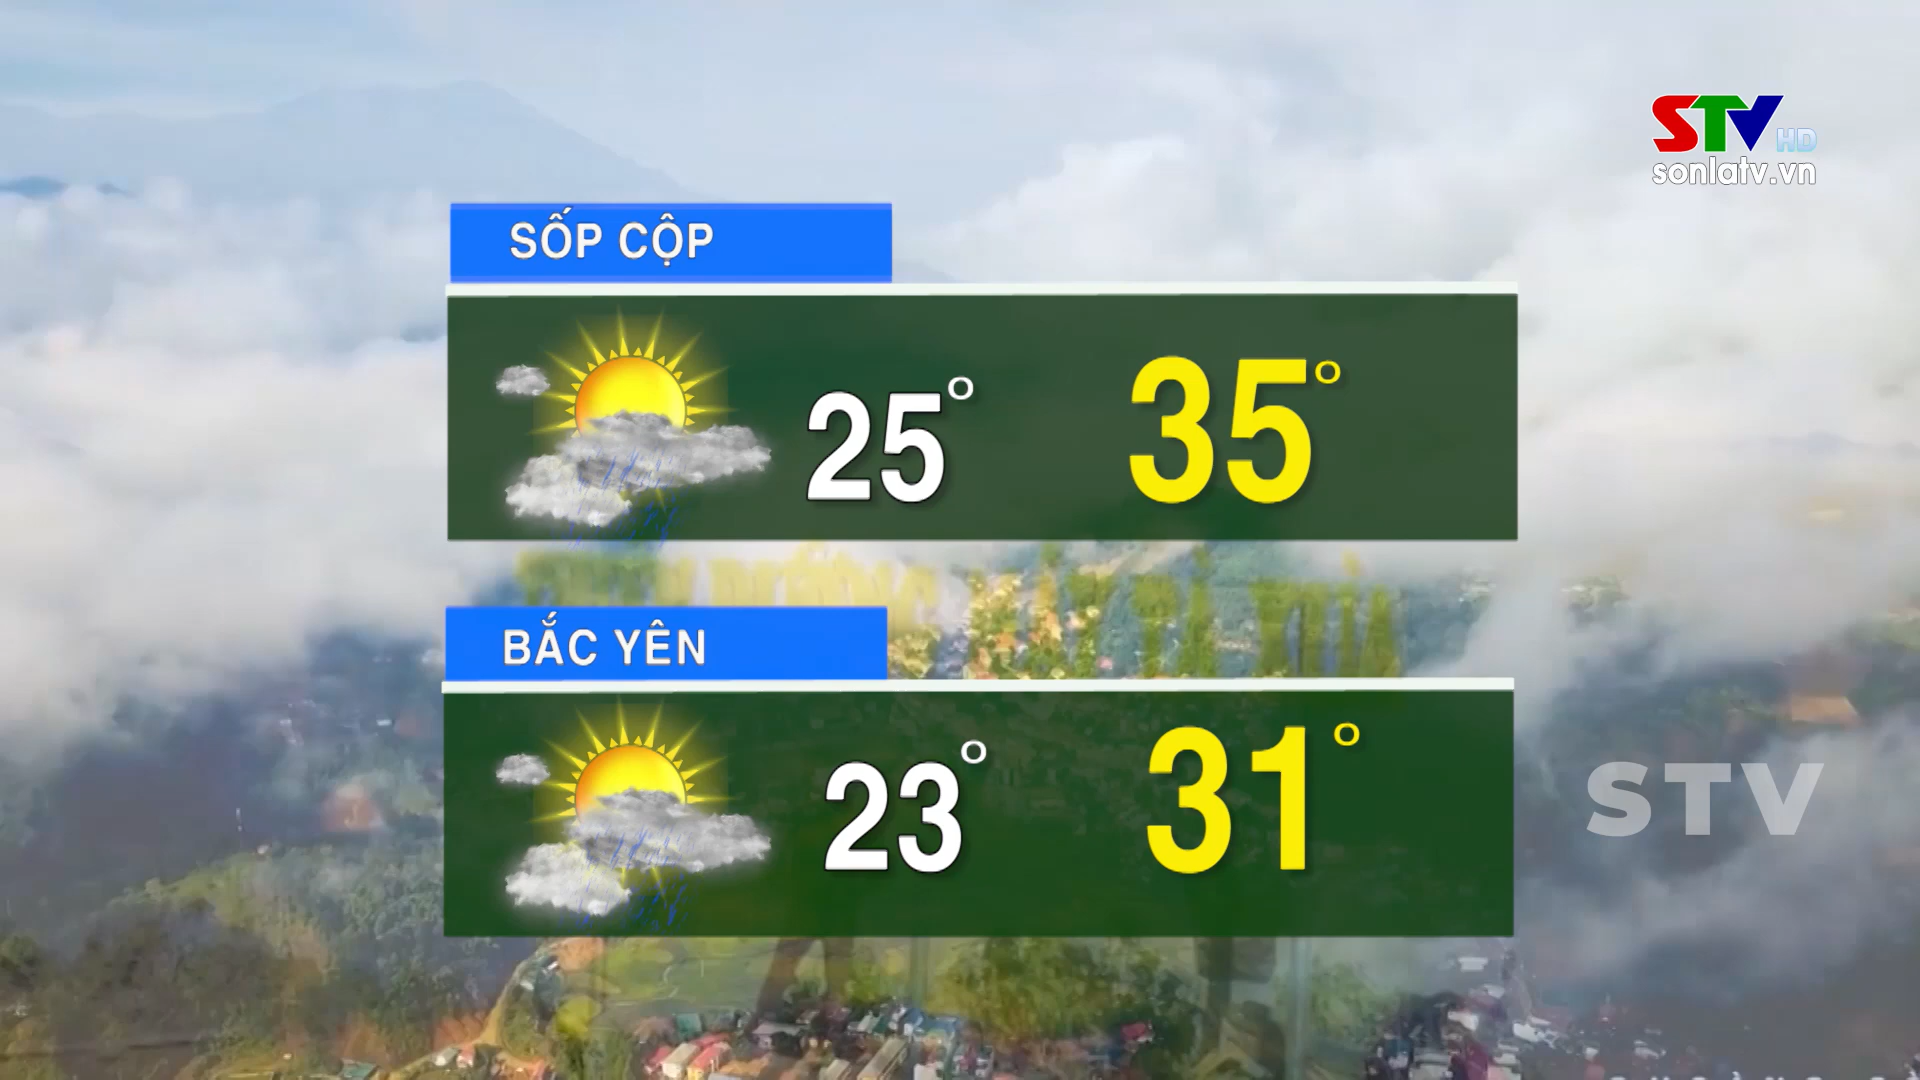 STV HD
sonlatv.vn
SỐP CỘP
25° 35°
BẮC YÊN
23° 31°
STV